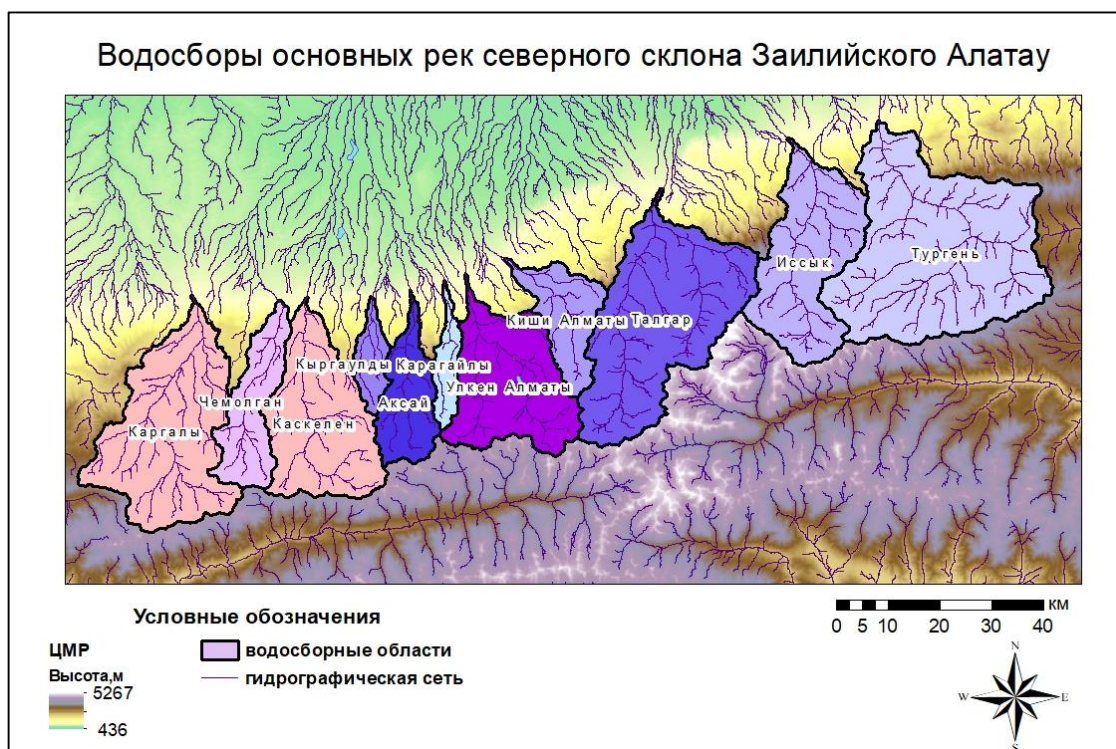 Водосборы основных рек северного склона Заилийского Алатау
Тургень
Иссык
Киши Алматы
Талгар
Кыргаулды
Карагайлы
Улкен Алматы
Чемолган
Аксай
Каскелен
Каргалы
Условные обозначения
ЦМР
Высота,м
5267
436
водосборные области
гидрографическая сеть
км
0 5 10 20 30 40
N
W
E
S